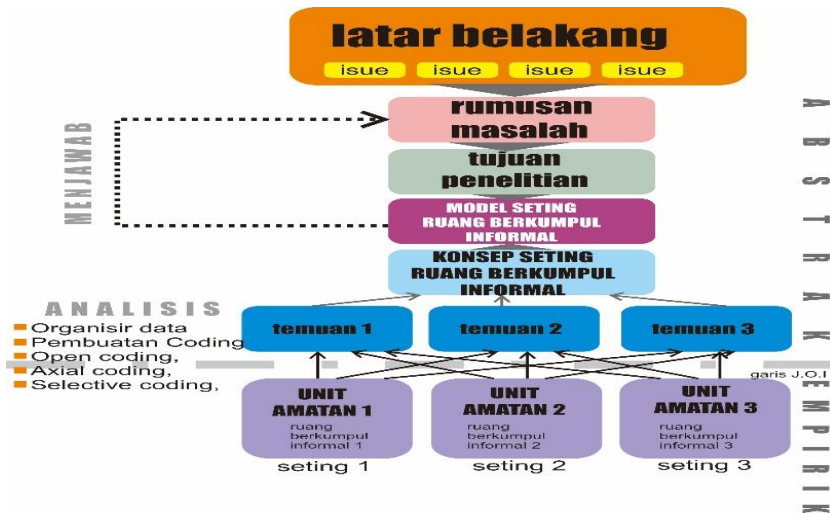 latar belakang
isue isue isue isue
rumusan
masalah
tujuan
penelitian
MODEL SETING
RUANG BERKUMPUL
INFORMAL
KONSEP SETING
RUANG BERKUMPUL
INFORMAL
MENJAWAB
ABSTRAK
ANALISIS
Organisir data
Pembuatan Coding
Open coding,
Axial coding,
Selective coding,
temuan 1 temuan 2 temuan 3
garis J.O.I
EMPIRIK
UNIT
AMATAN 1
ruang
berkumpul
informal 1
seting 1
UNIT
AMATAN 2
ruang
berkumpul
informal 2
seting 2
UNIT
AMATAN 3
ruang
berkumpul
informal 3
seting 3